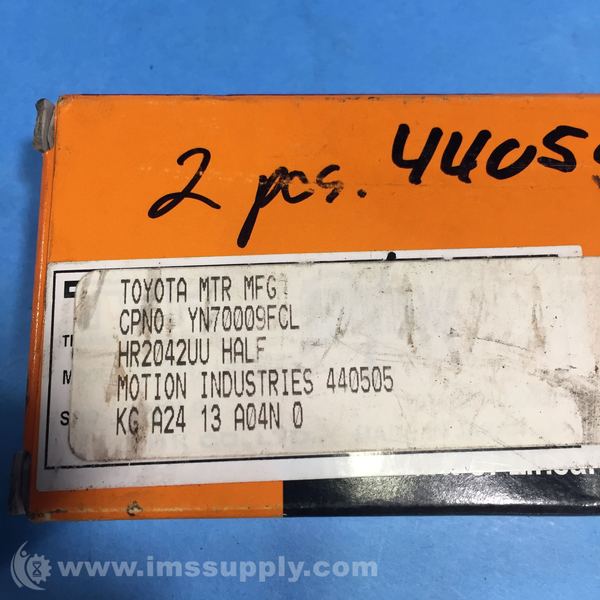 2 pcs. 4405
TOYOTA MTR MFG
CPNO: YN70009FCL
HR2042UU HALF
MOTION INDUSTRIES 440505
KG A24 13 A04N 0
www.imssupply.com